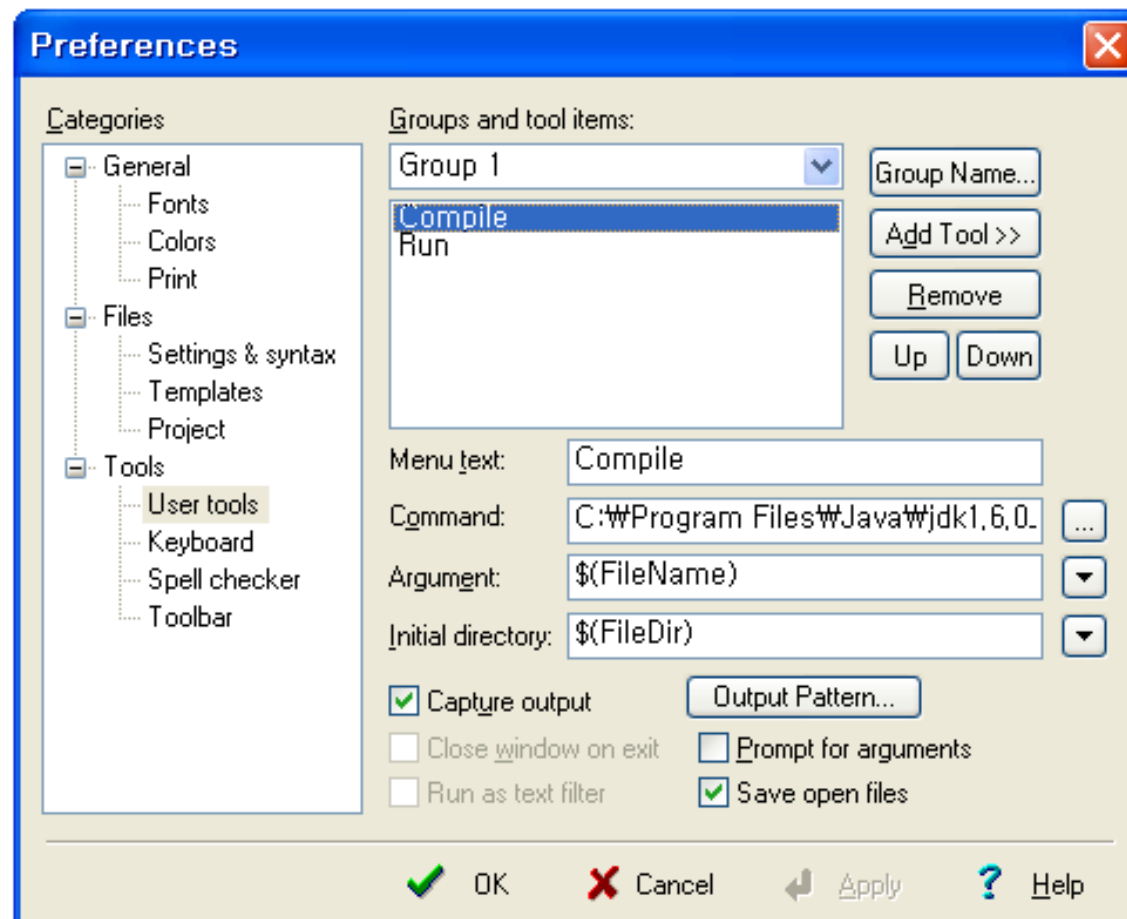 Preferences
Categories
General
Fonts
Colors
Print
Files
Settings & syntax
Templates
Project
Tools
User tools
Keyboard
Spell checker
Toolbar
Groups and tool items:
Group 1
Compile
Run
Group Name...
Add Tool >>
Remove
Up Down
Menu text: Compile
Command: C:₩Program Files₩Java₩jdk1.6.0_ ...
Argument: $(FileName)
Initial directory: $(FileDir)
Capture output Output Pattern...
Close window on exit Prompt for arguments
Run as text filter Save open files
OK Cancel Apply ? Help